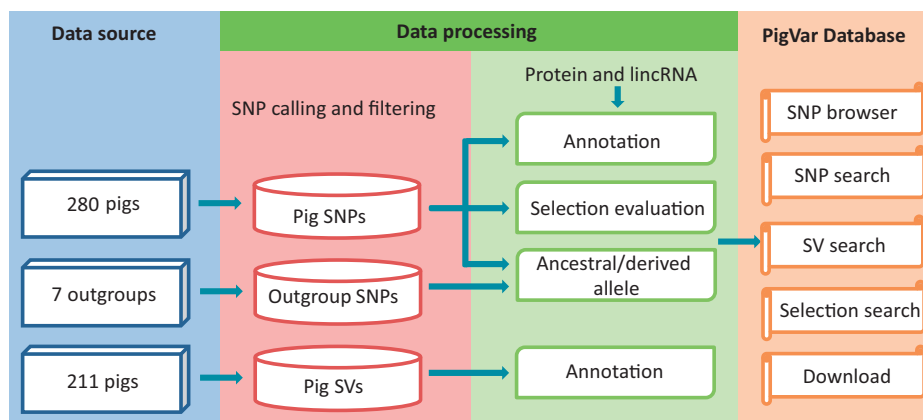 Data source
Data processing
PigVar Database
Protein and lincRNA
SNP calling and filtering
280 pigs
7 outgroups
211 pigs
Pig SNPs
Outgroup SNPs
Pig SVs
Annotation
Selection evaluation
Ancestral/derived
allele
Annotation
SNP browser
SNP search
SV search
Selection search
Download